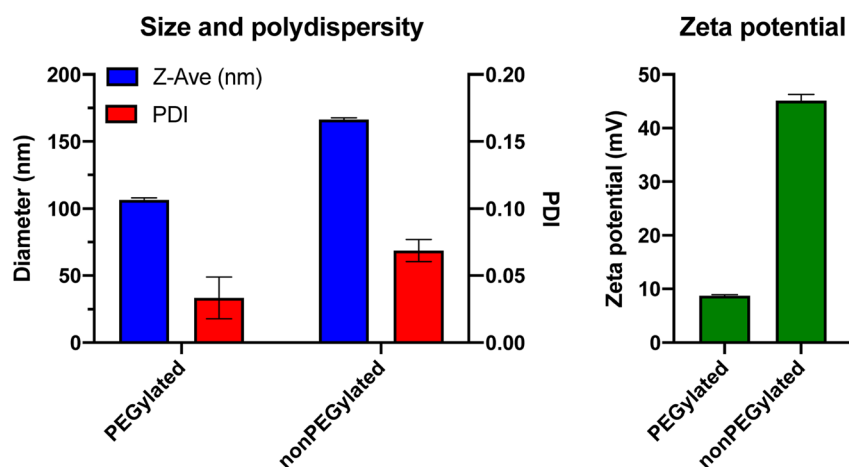 Size and polydispersity
Zeta potential
Z-Ave (nm)
PDI
Diameter (nm)
200
150
100
50
0
PDI
0.20
0.15
0.10
0.05
0.00
PEGylated
nonPEGylated
Zeta potential (mV)
50
40
30
20
10
0
PEGylated
nonPEGylated